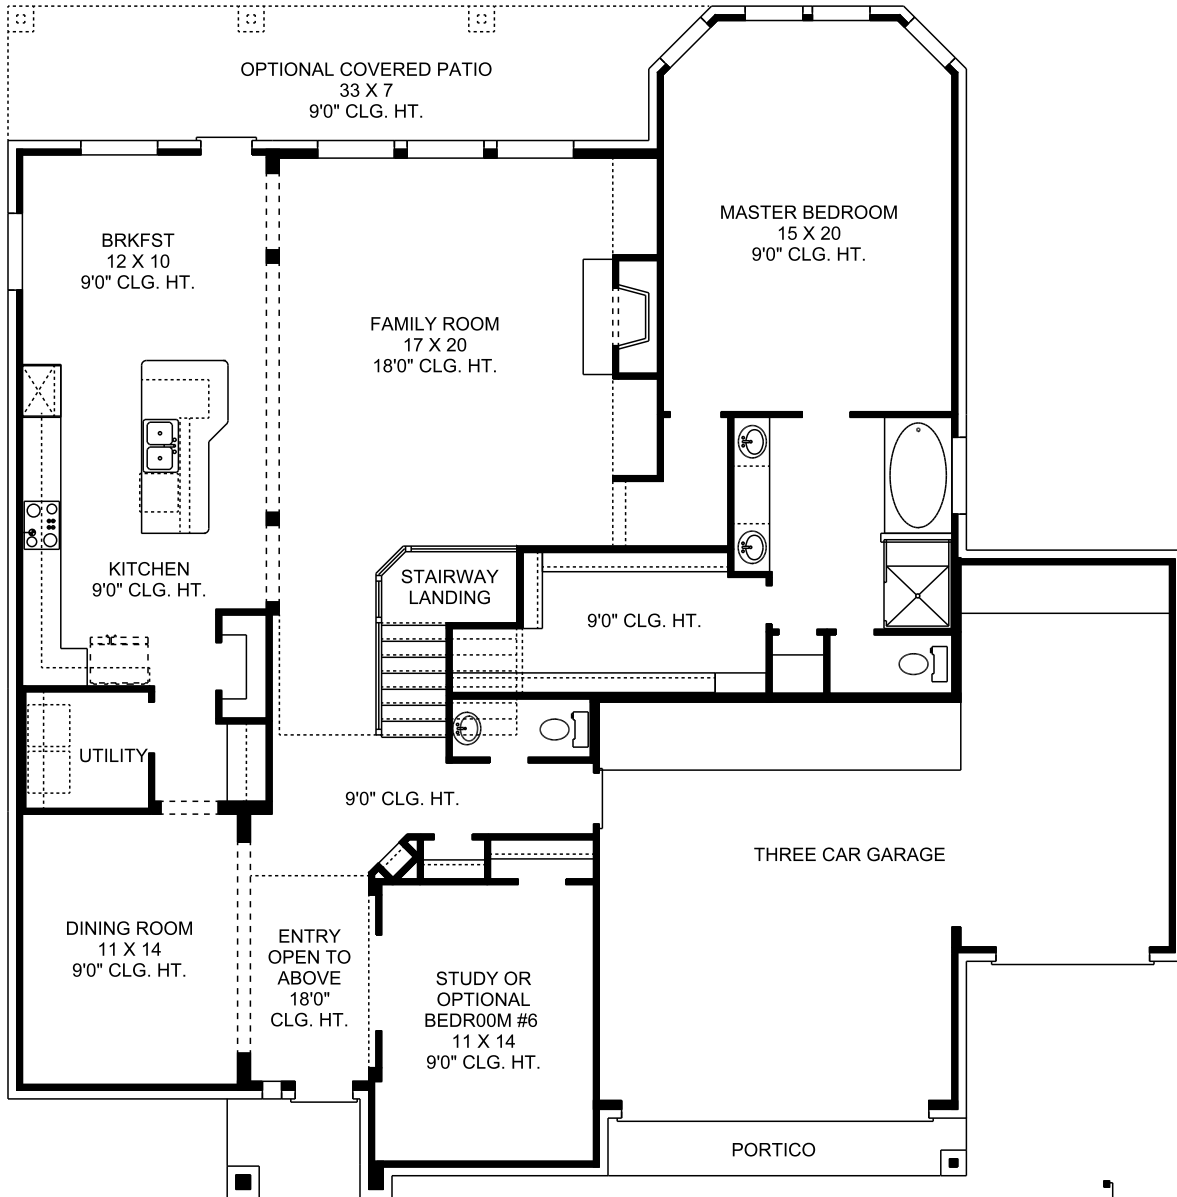 OPTIONAL COVERED PATIO
33 X 7
9'0" CLG. HT.
MASTER BEDROOM
15 X 20
9'0" CLG. HT.
BRKFST
12 X 10
9'0" CLG. HT.
FAMILY ROOM
17 X 20
18'0" CLG. HT.
KITCHEN
9'0" CLG. HT.
STAIRWAY
LANDING
9'0" CLG. HT.
UTILITY
9'0" CLG. HT.
THREE CAR GARAGE
DINING ROOM
11 X 14
9'0" CLG. HT.
ENTRY
OPEN TO
ABOVE
18'0"
CLG. HT.
STUDY OR
OPTIONAL
BEDR00M #6
11 X 14
9'0" CLG. HT.
PORTICO